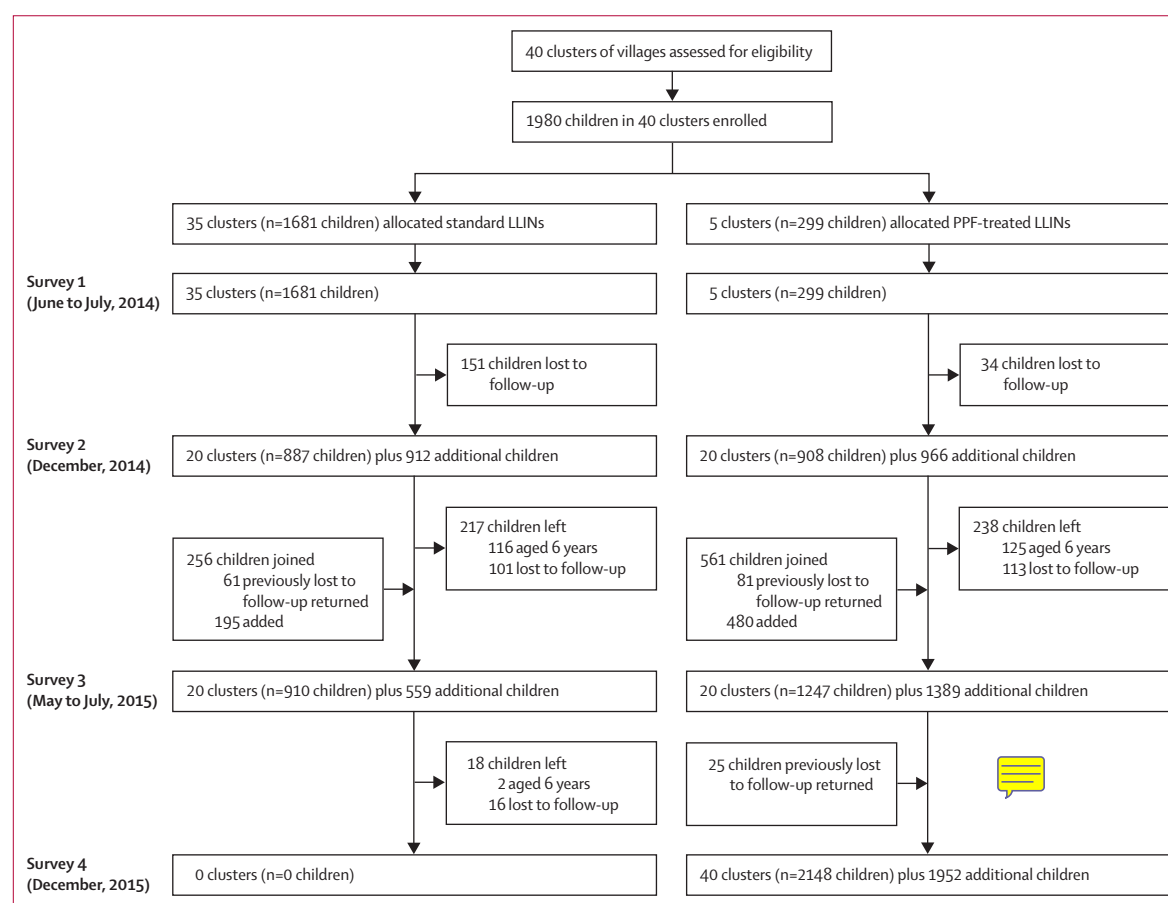 40 clusters of villages assessed for eligibility
1980 children in 40 clusters enrolled
35 clusters (n=1681 children) allocated standard LLINs
5 clusters (n=299 children) allocated PPF-treated LLINs
Survey 1
(June to July, 2014)
35 clusters (n=1681 children)
5 clusters (n=299 children)
151 children lost to
follow-up
34 children lost to
follow-up
Survey 2
(December, 2014)
20 clusters (n=887 children) plus 912 additional children
20 clusters (n=908 children) plus 966 additional children
217 children left
116 aged 6 years
101 lost to follow-up
256 children joined
61 previously lost to
follow-up returned
195 added
238 children left
125 aged 6 years
113 lost to follow-up
561 children joined
81 previously lost to
follow-up returned
480 added
Survey 3
(May to July, 2015)
20 clusters (n=910 children) plus 559 additional children
20 clusters (n=1247 children) plus 1389 additional children
18 children left
2 aged 6 years
16 lost to follow-up
25 children previously lost
to follow-up returned
Survey 4
(December, 2015)
0 clusters (n=0 children)
40 clusters (n=2148 children) plus 1952 additional children